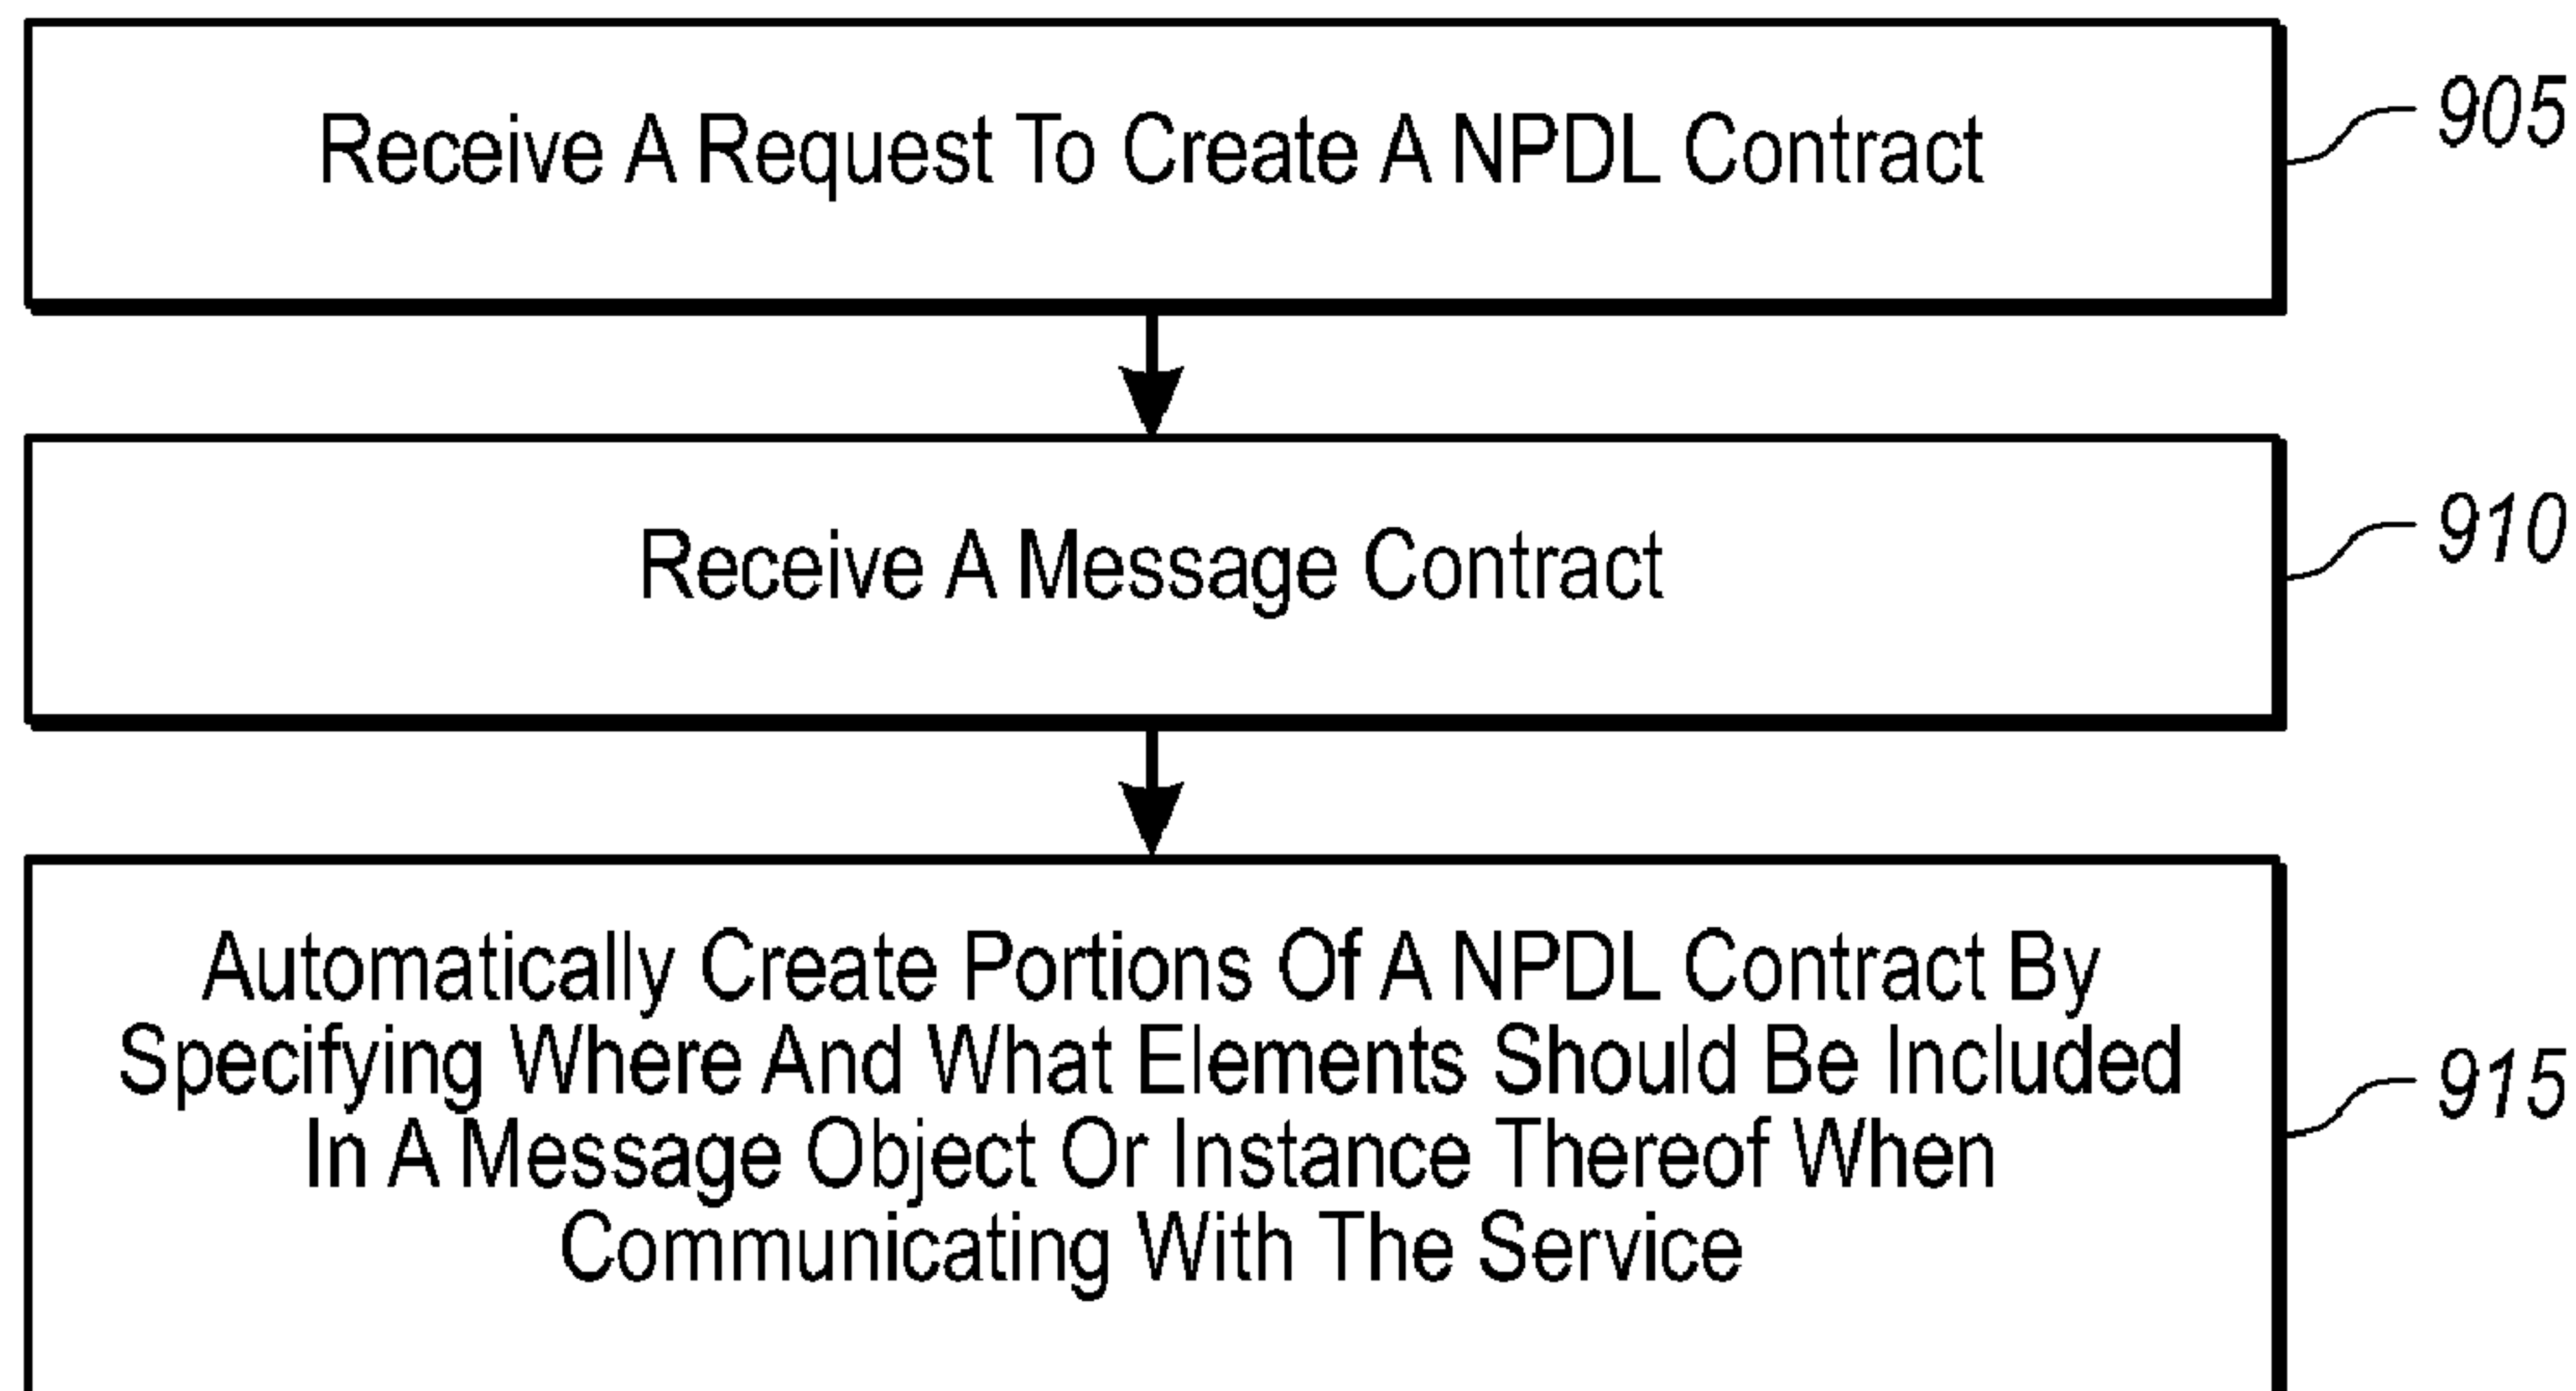 Receive A Request To Create A NPDL Contract
905
Receive A Message Contract
910
Automatically Create Portions Of A NPDL Contract By
Specifying Where And What Elements Should Be Included
In A Message Object Or Instance Thereof When
Communicating With The Service
915